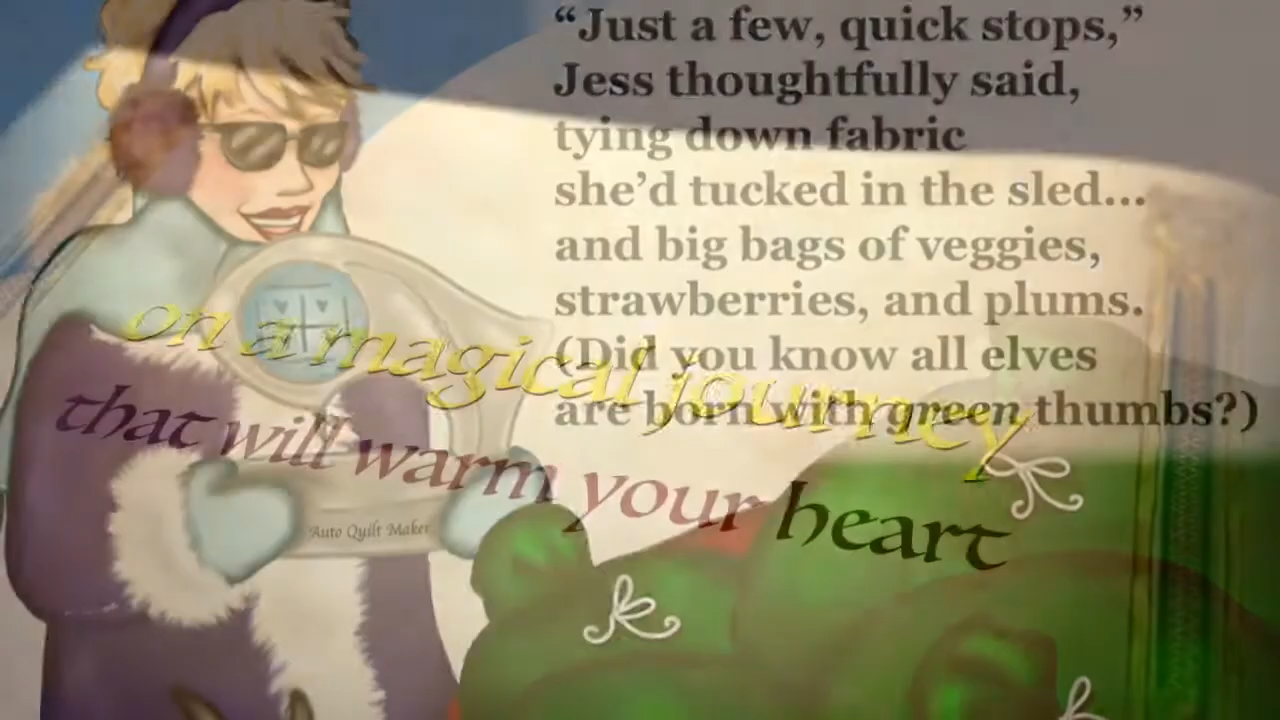 “Just a few, quick stops,”
Jess thoughtfully said,
tying down fabric
she’d tucked in the sled...
and big bags of veggies,
strawberries, and plums.
(Did you know all elves
are born with green thumbs?)
on a magical journey
that will warm your heart
Auto Quilt Maker